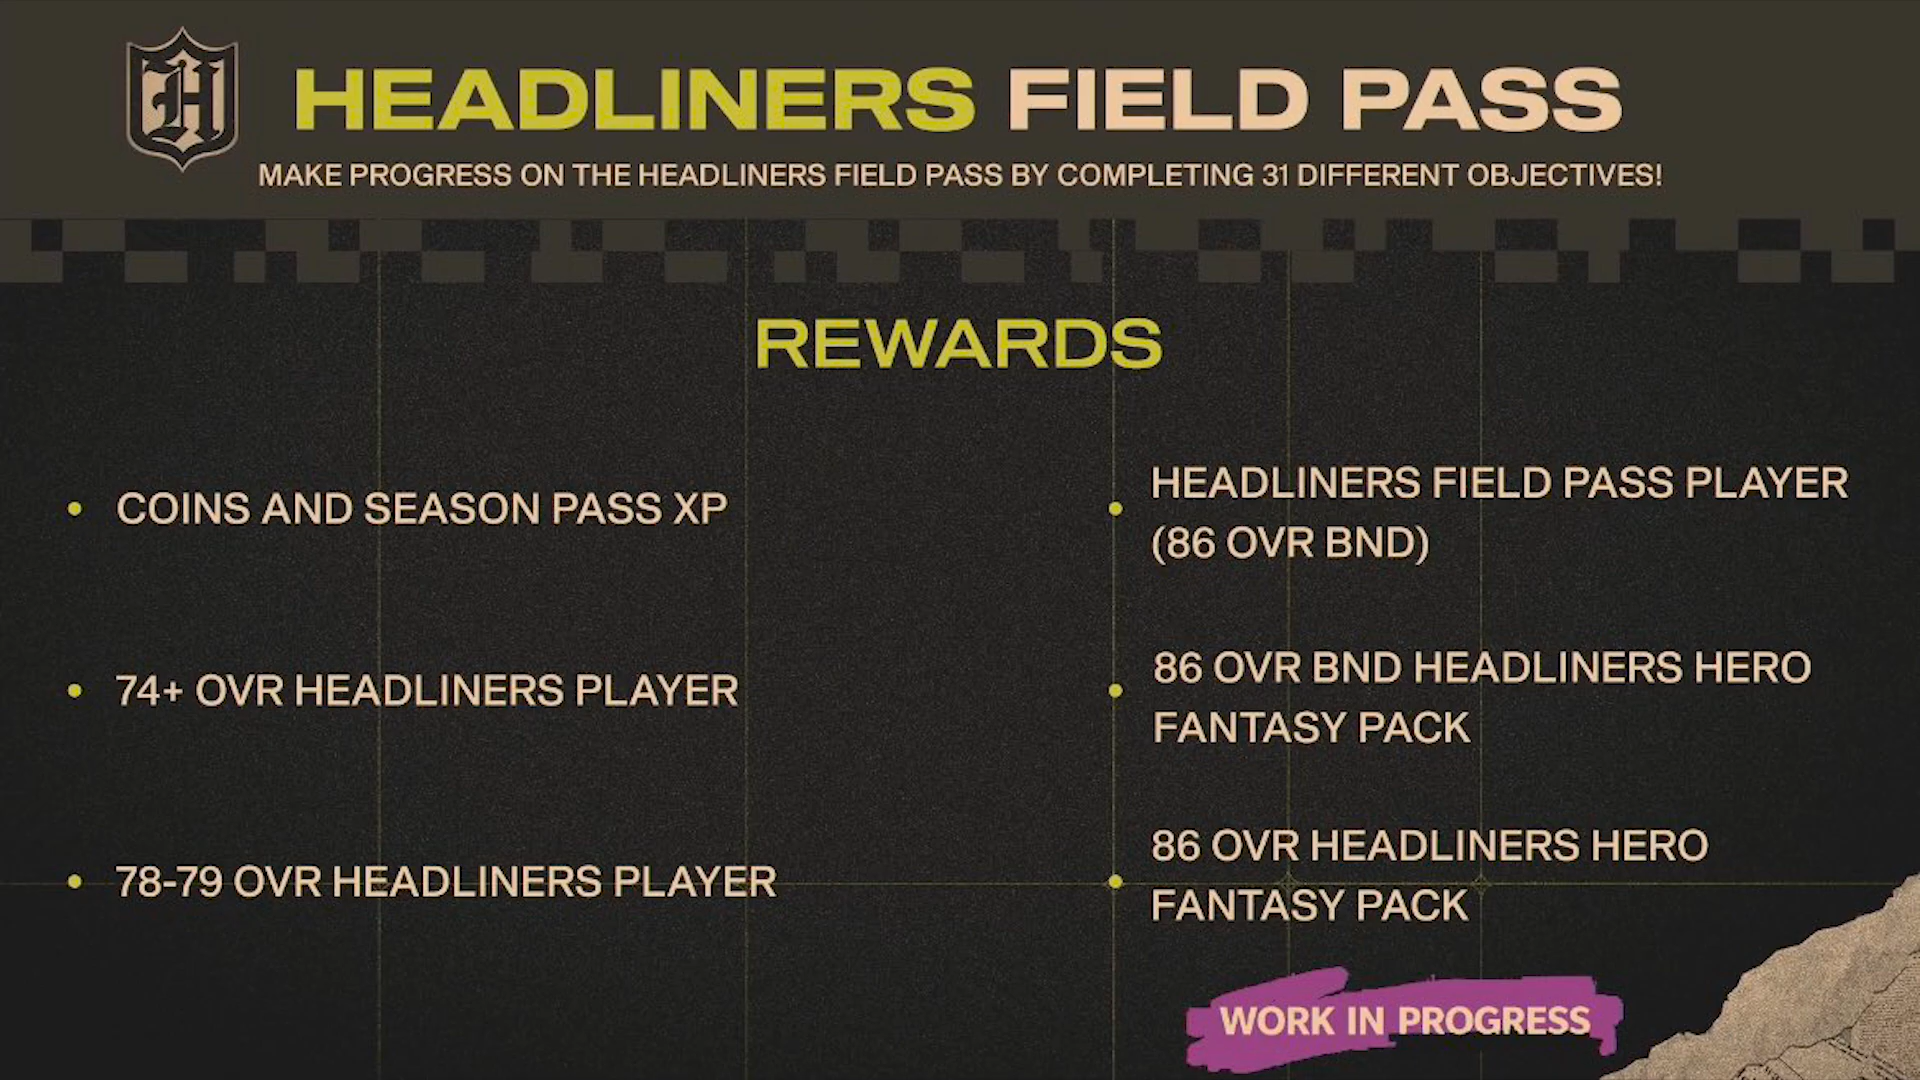 H
HEADLINERS FIELD PASS
MAKE PROGRESS ON THE HEADLINERS FIELD PASS BY COMPLETING 31 DIFFERENT OBJECTIVES!
REWARDS
• COINS AND SEASON PASS XP
• 74+ OVR HEADLINERS PLAYER
• 78-79 OVR HEADLINERS PLAYER
• HEADLINERS FIELD PASS PLAYER
(86 OVR BND)
• 86 OVR BND HEADLINERS HERO
FANTASY PACK
• 86 OVR HEADLINERS HERO
FANTASY PACK
WORK IN PROGRESS